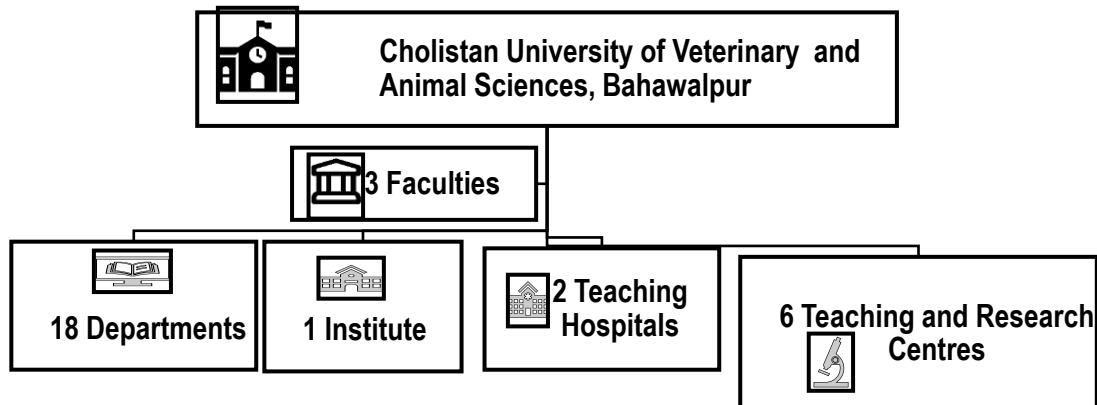 Cholistan University of Veterinary and
Animal Sciences, Bahawalpur
3 Faculties
18 Departments
1 Institute
2 Teaching
Hospitals
6 Teaching and Research
Centres